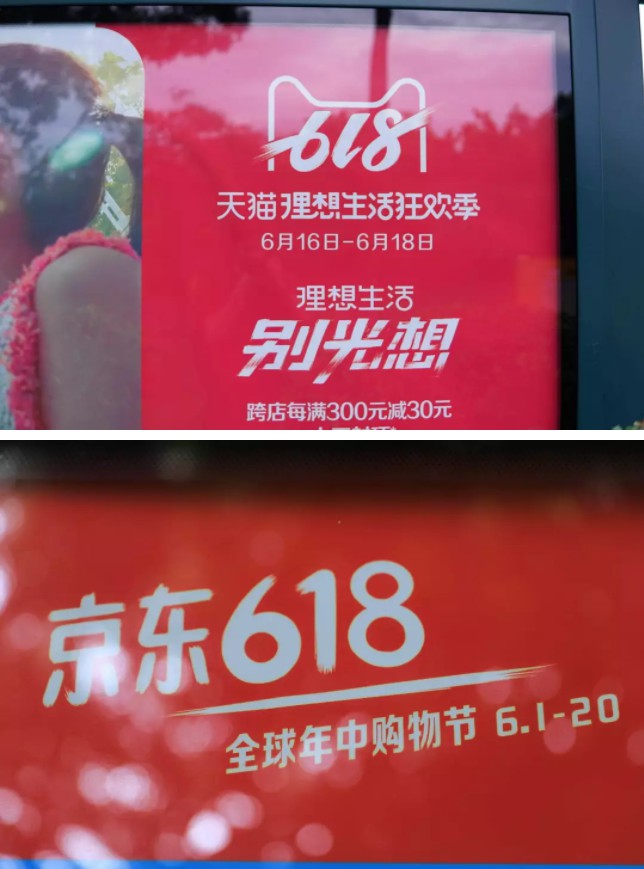 618
天猫理想生活狂欢季
6月16日-6月18日
理想生活
别光想
跨店每满300元减30元
京东618
全球年中购物节 6.1-20